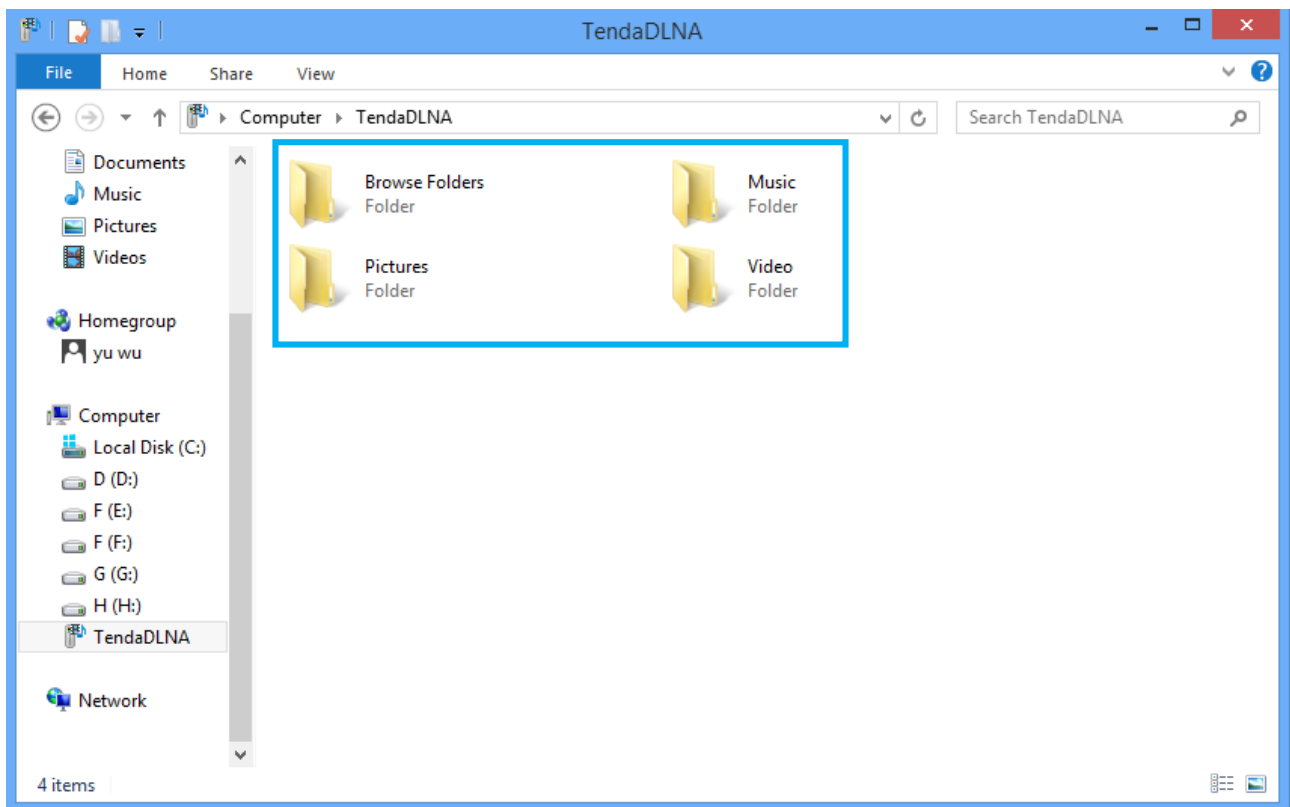 TendaDLNA
File Home Share View
Computer TendaDLNA Search TendaDLNA
Documents
Music
Pictures
Videos
Homegroup
yu wu
Computer
Local Disk (C:)
D (D:)
F (E:)
F (F:)
G (G:)
H (H:)
TendaDLNA
Network
Browse Folders
Folder
Music
Folder
Pictures
Folder
Video
Folder
4 items